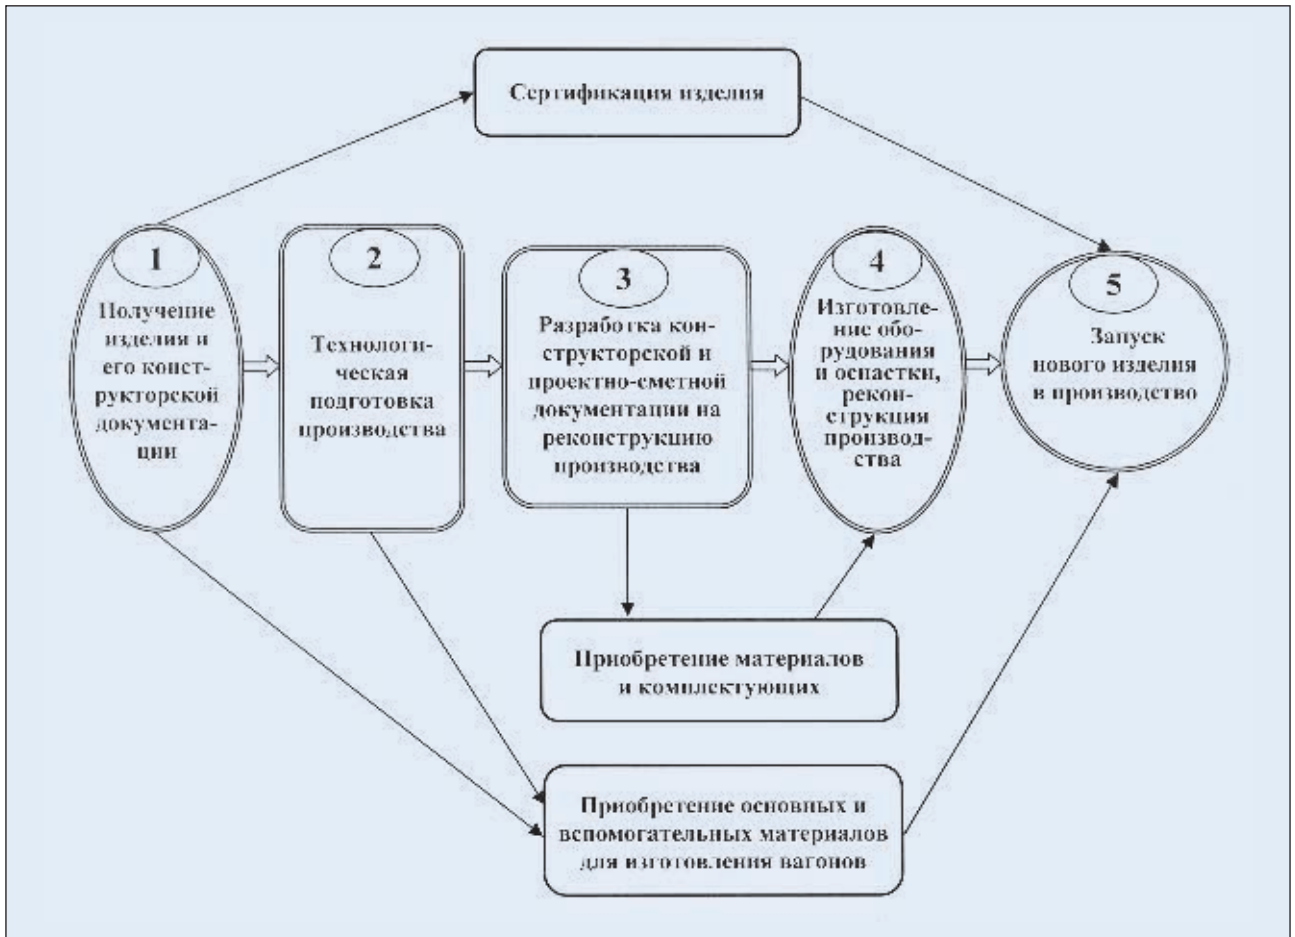 Сертификация изделия
1
Получение
изделия и
его конст-
рукторской
документа-
ции
2
Технологи-
ческая
подготовка
производства
3
Разработка кон-
структорской и
проектно-сметной
документации на
реконструкцию
производства
4
Изготовле-
ние обо-
рудования
и оснастки,
рекон-
струкция
производ-
ства
5
Запуск
нового изделия
в производство
Приобретение материалов
и комплектующих
Приобретение основных и
вспомогательных материалов
для изготовления вагонов